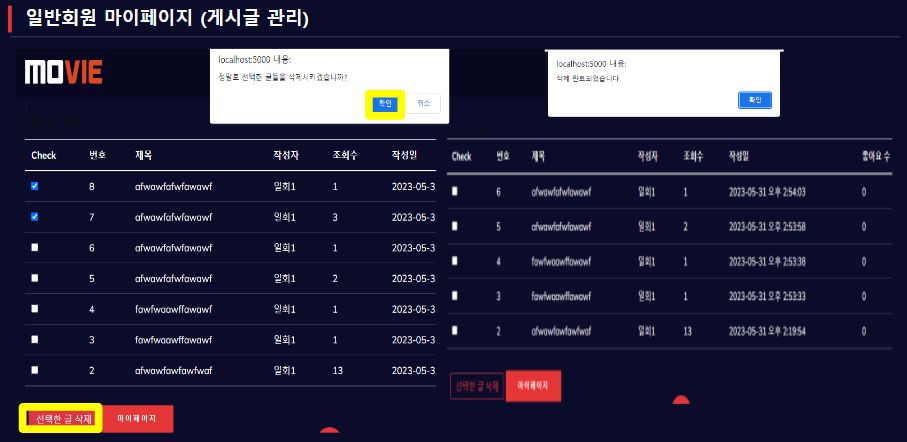 일반회원 마이페이지 (게시글 관리)
MOVIE
localhost:5000 내용:
정말로 선택한 글들을 삭제시키겠습니까?
확인
취소
Check 번호 제목 작성자 조회수 작성일
8 afwawfafwfawawf 일회1 1 2023-05-3
7 afwawfafwfawawf 일회1 3 2023-05-3
6 afwawfafwfawawf 일회1 1 2023-05-3
5 afwawfafwfawawf 일회1 2 2023-05-3
4 fawfwaawffawawf 일회1 1 2023-05-3
3 fawfwaawffawawf 일회1 1 2023-05-3
2 afwawfawfawfwaf 일회1 13 2023-05-3
선택한 글 삭제
마이페이지
localhost:5000 내용:
삭제 완료되었습니다
확인
Check 번호 제목 작성자 조회수 작성일 좋아요 수
6 afwawfafwfawawf 일회1 1 2023-05-31 오후 2:54:03 0
5 afwawfafwfawawf 일회1 2 2023-05-31 오후 2:53:58 0
4 fawfwaawffawawf 일회1 1 2023-05-31 오후 2:53:38 0
3 fawfwaawffawawf 일회1 1 2023-05-31 오후 2:53:33 0
2 afwawfawfawfwaf 일회1 13 2023-05-31 오후 2:19:54 0
선택한 글 삭제
마이페이지